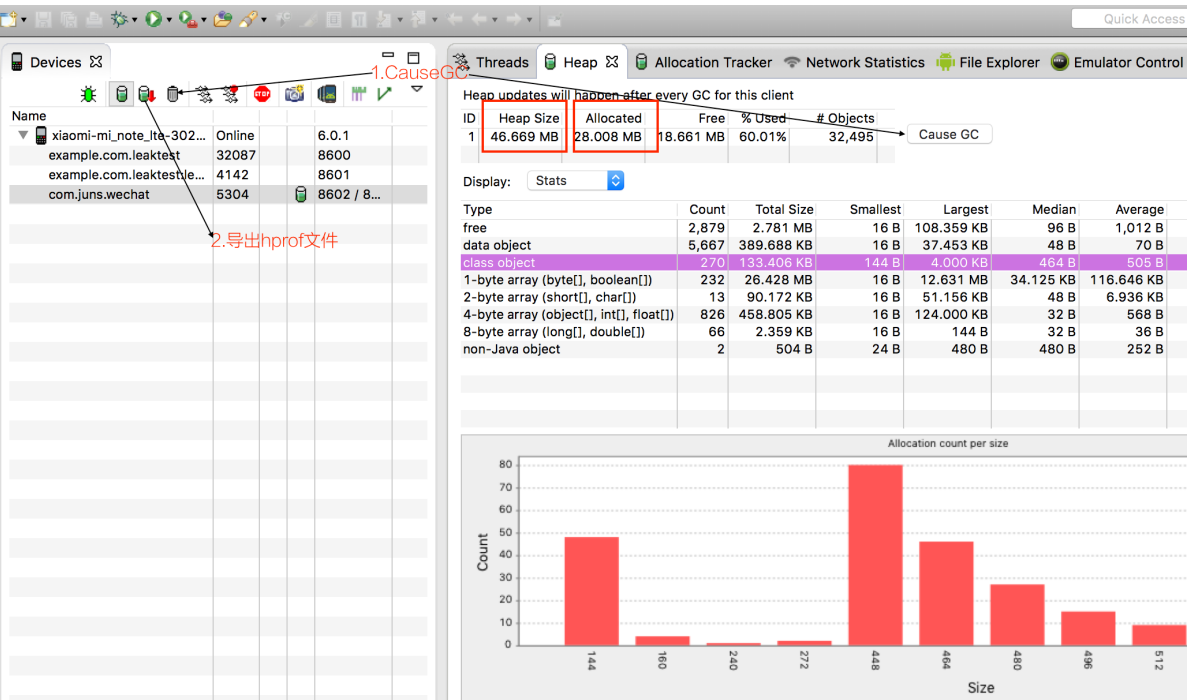 Quick Access
Devices
Threads
Heap
Allocation Tracker
Network Statistics
File Explorer
Emulator Control
1.CauseGC
STOP
Heap updates will happen after every GC for this client
Name
ID Heap Size Allocated Free % Used # Objects
xiaomi-mi_note_lte-302... Online 6.0.1
1 46.669 MB 28.008 MB 18.661 MB 60.01% 32,495
Cause GC
example.com.leaktest 32087 8600
example.com.leaktest:le... 4142 8601
com.juns.wechat 5304 8602 / 8...
Display: Stats
2.导出hprof文件
Type Count Total Size Smallest Largest Median Average
free 2,879 2.781 MB 16 B 108.359 KB 96 B 1,012 B
data object 5,667 389.688 KB 16 B 37.453 KB 48 B 70 B
class object 270 133.406 KB 144 B 4.000 KB 464 B 505 B
1-byte array (byte[], boolean[]) 232 26.428 MB 16 B 12.631 MB 34.125 KB 116.646 KB
2-byte array (short[], char[]) 13 90.172 KB 16 B 51.156 KB 48 B 6.936 KB
4-byte array (object[], int[], float[]) 826 458.805 KB 16 B 124.000 KB 32 B 568 B
8-byte array (long[], double[]) 66 2.359 KB 16 B 144 B 32 B 36 B
non-Java object 2 504 B 24 B 480 B 480 B 252 B
Allocation count per size
80
70
60
50
40
30
20
10
0
Count
144 160 240 272 448 464 480 496 512
Size